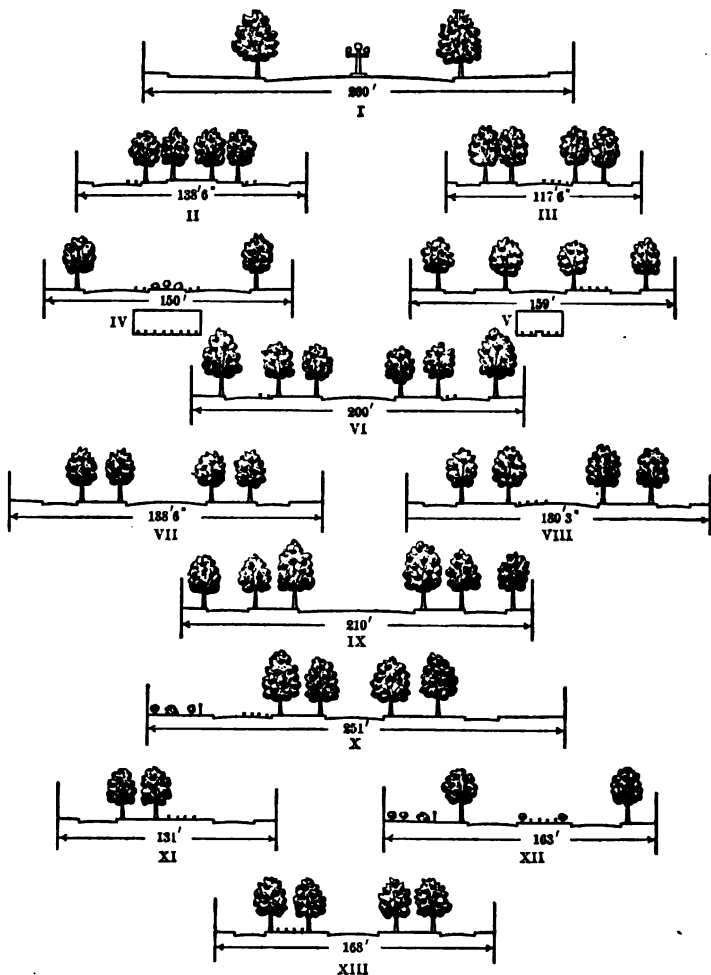 260'
I
138'6" 117'6"
II III
150' 159'
IV V
200'
VI
188'6" 180'3"
VII VIII
210'
IX
251'
X
131' 163'
XI XII
168'
XIII